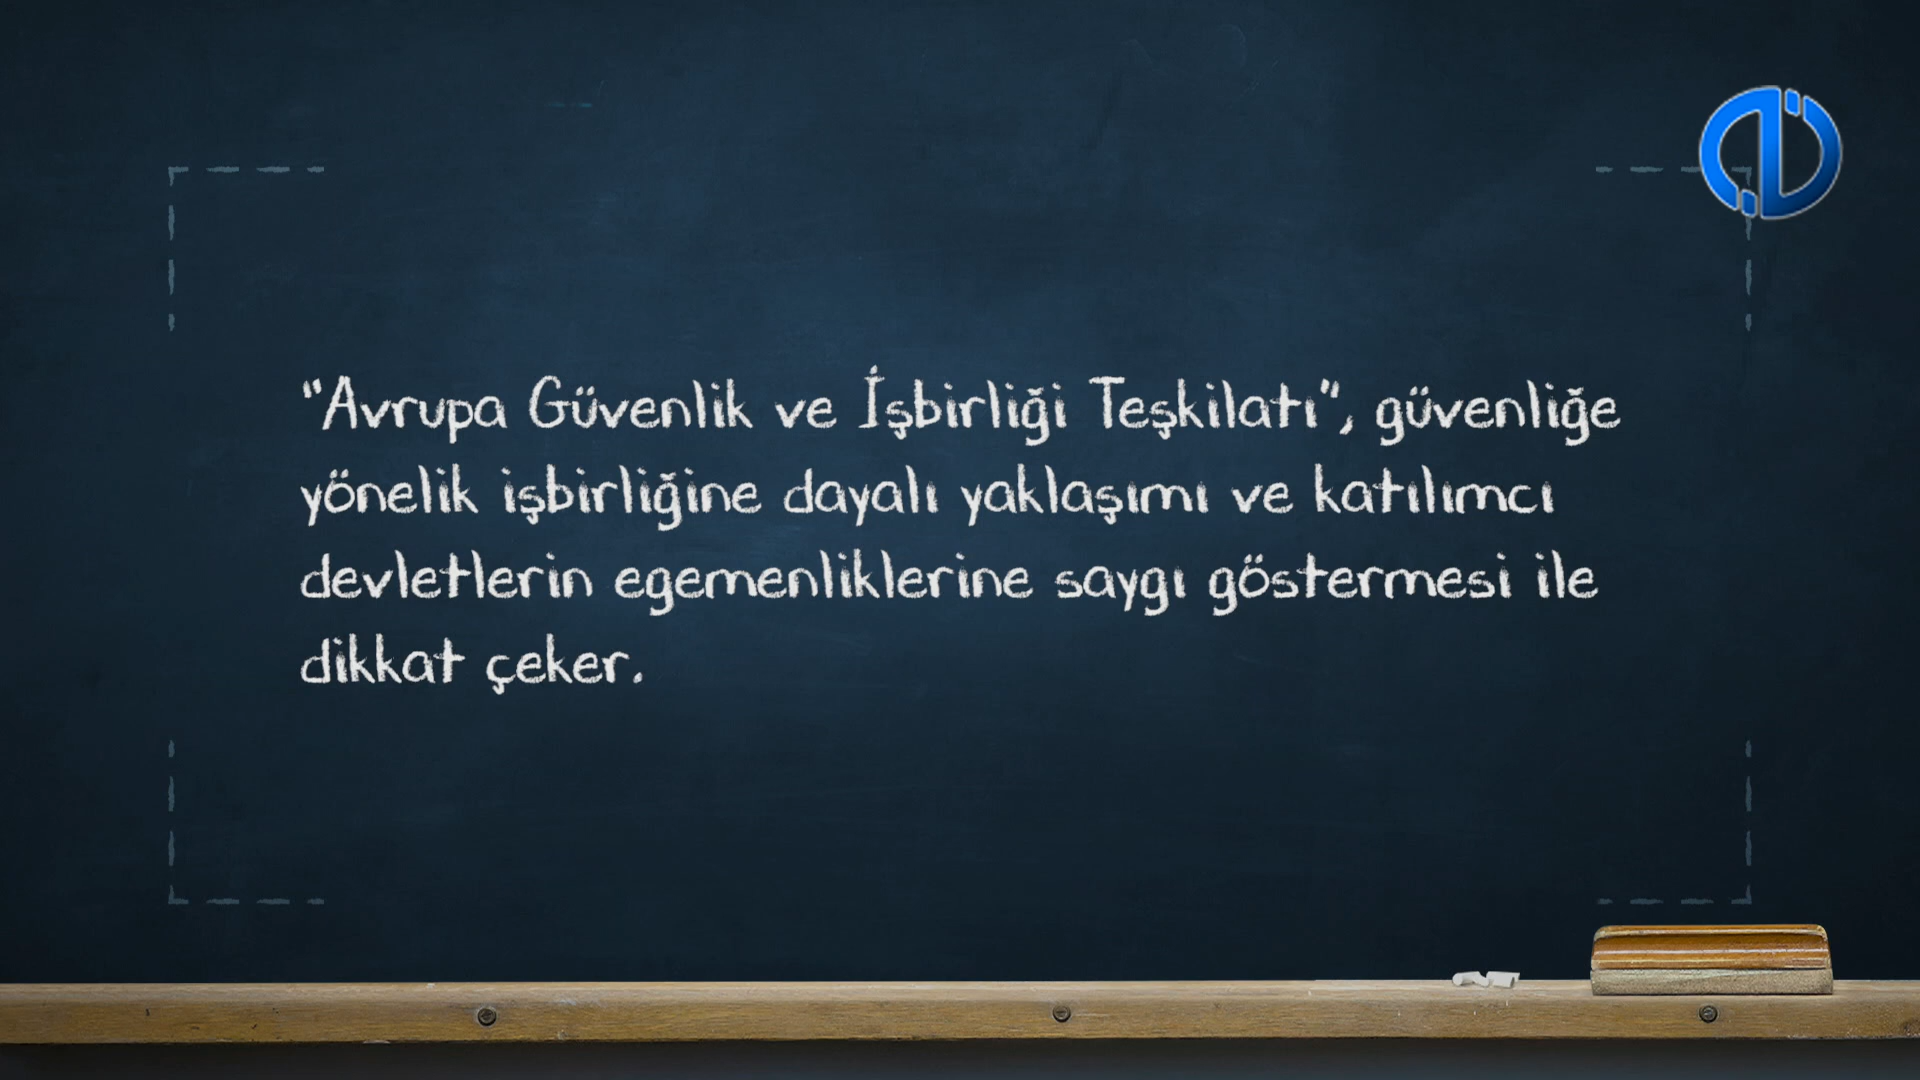 "Avrupa Güvenlik ve İşbirliği Teşkilatı", güvenliğe
yönelik işbirliğine dayalı yaklaşımı ve katılımcı
devletlerin egemenliklerine saygı göstermesi ile
dikkat çeker.